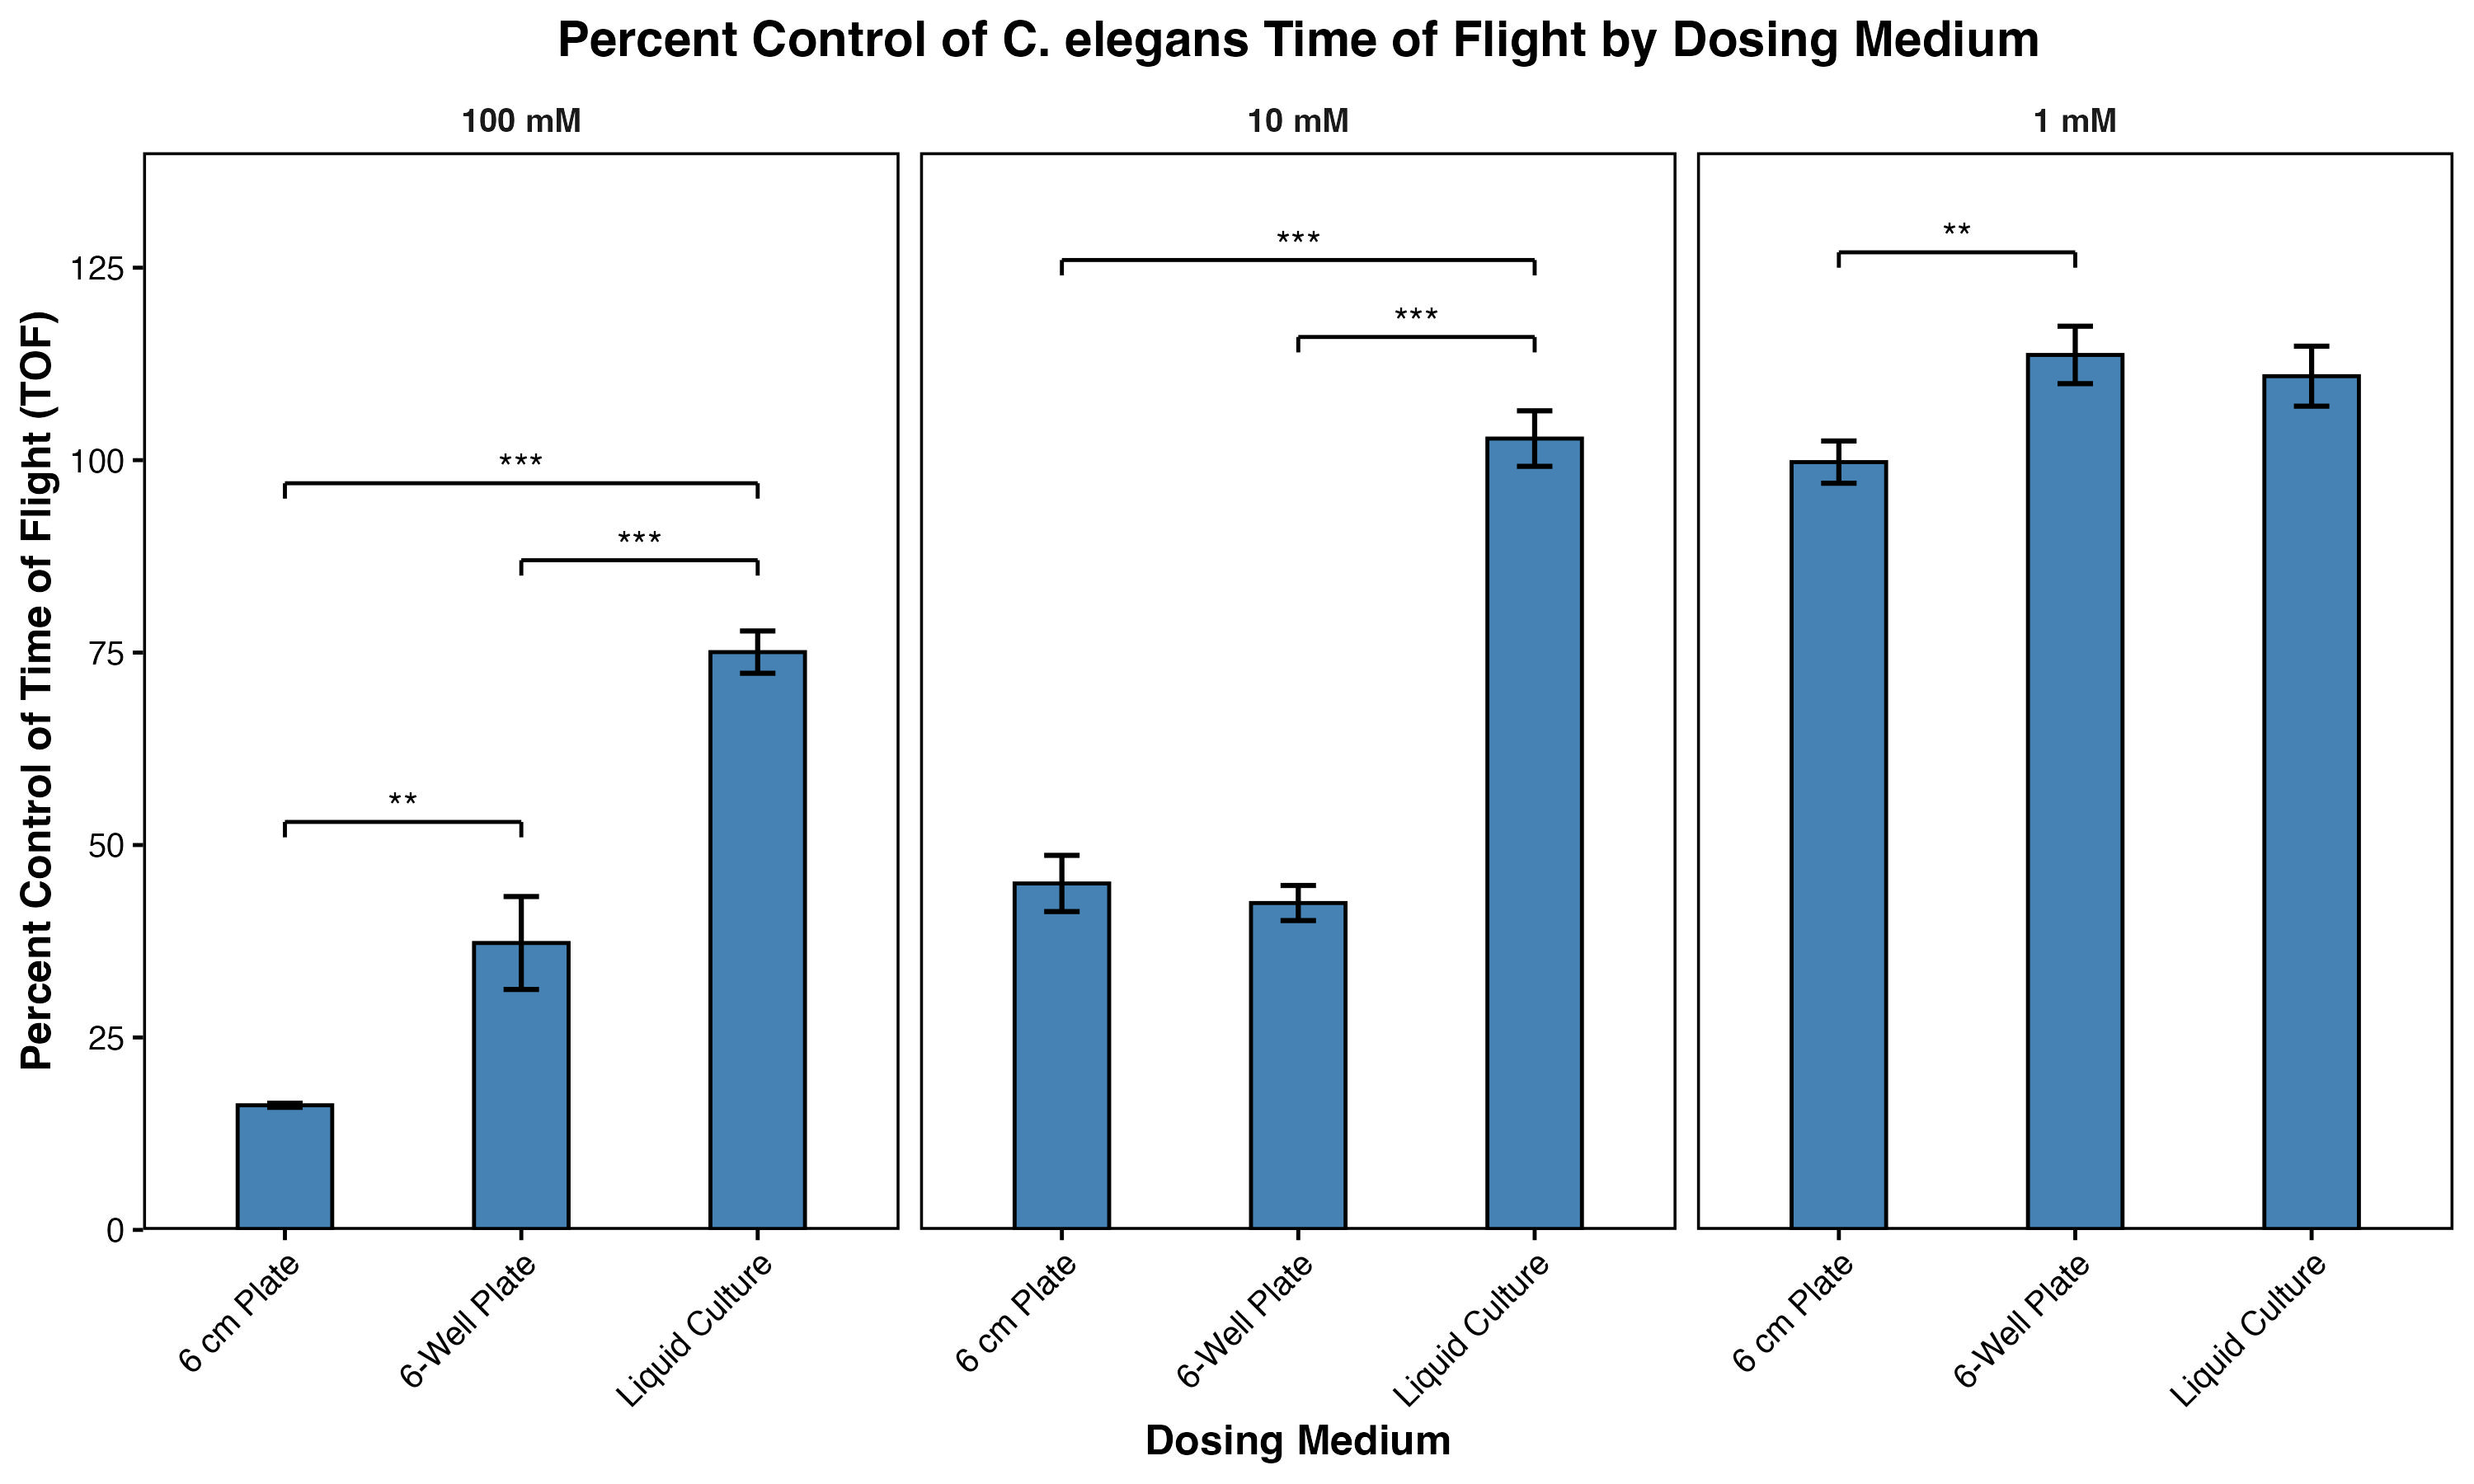 Percent Control of C. elegans Time of Flight by Dosing Medium
100 mM
10 mM
1 mM
Percent Control of Time of Flight (TOF)
125
100
75
50
25
0
***
***
**
***
***
**
6 cm Plate
6-Well Plate
Liquid Culture
6 cm Plate
6-Well Plate
Liquid Culture
6 cm Plate
6-Well Plate
Liquid Culture
Dosing Medium